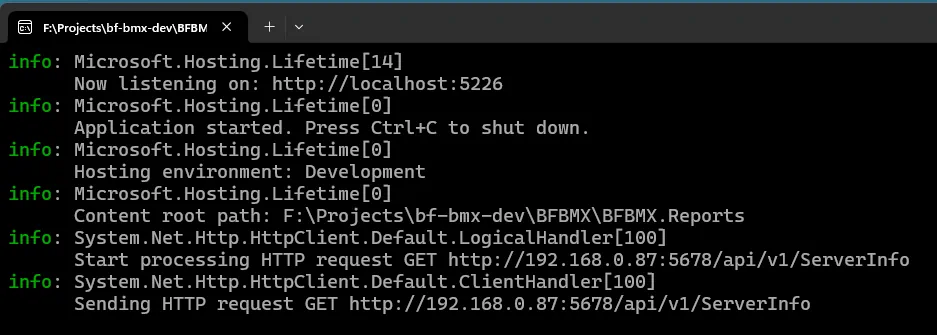 F:\Projects\bf-bmx-dev\BFBM
info: Microsoft.Hosting.Lifetime[14]
Now listening on: http://localhost:5226
info: Microsoft.Hosting.Lifetime[0]
Application started. Press Ctrl+C to shut down.
info: Microsoft.Hosting.Lifetime[0]
Hosting environment: Development
info: Microsoft.Hosting.Lifetime[0]
Content root path: F:\Projects\bf-bmx-dev\BFBMX\BFBMX.Reports
info: System.Net.Http.HttpClient.Default.LogicalHandler[100]
Start processing HTTP request GET http://192.168.0.87:5678/api/v1/ServerInfo
info: System.Net.Http.HttpClient.Default.ClientHandler[100]
Sending HTTP request GET http://192.168.0.87:5678/api/v1/ServerInfo